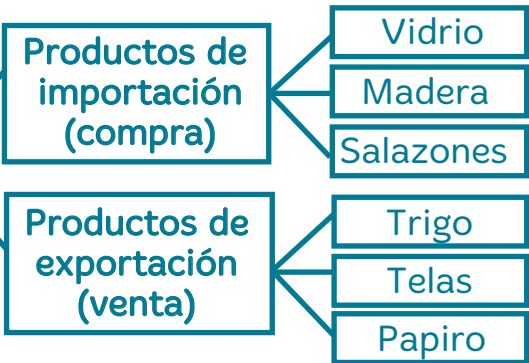 Productos de
importación
(compra)
Vidrio
Madera
Salazones
Productos de
exportación
(venta)
Trigo
Telas
Papiro